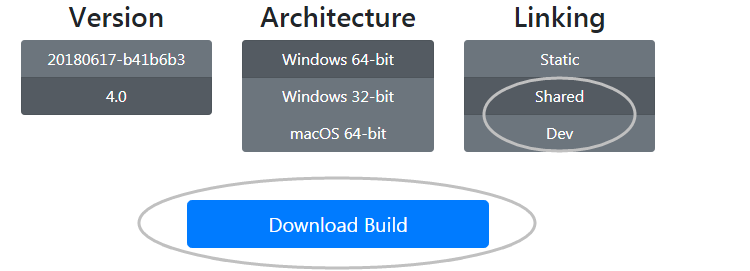 Version
Architecture
Linking
20180617-b41b6b3
Windows 64-bit
Static
4.0
Windows 32-bit
Shared
macOS 64-bit
Dev
Download Build